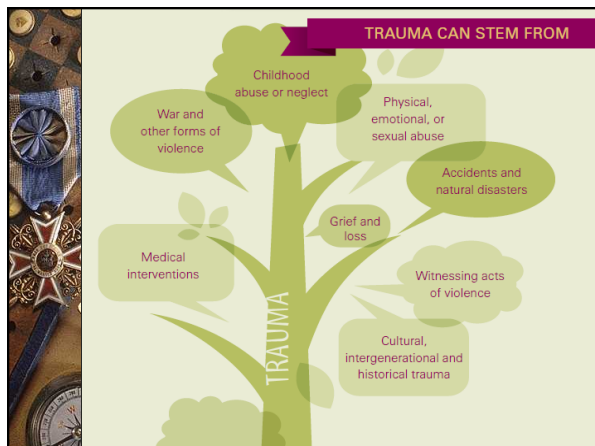 TRAUMA CAN STEM FROM
Childhood
abuse or neglect
War and
other forms of
violence
Physical,
emotional, or
sexual abuse
Accidents and
natural disasters
Grief and
loss
Medical
interventions
Witnessing acts
of violence
Cultural,
intergenerational and
historical trauma
TRAUMA